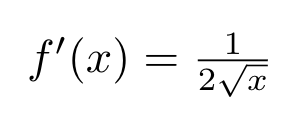 f′(x) = 1/(2√x)